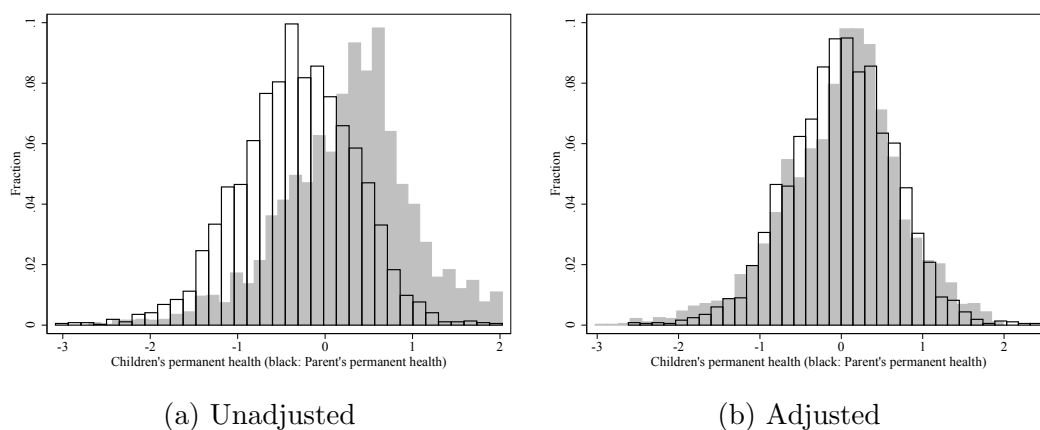 Fraction
0 .02 .04 .06 .08 .1
-3 -2 -1 0 1 2
Children's permanent health (black: Parent's permanent health)
(a) Unadjusted
Fraction
0 .02 .04 .06 .08 .1
-3 -2 -1 0 1 2
Children's permanent health (black: Parent's permanent health)
(b) Adjusted